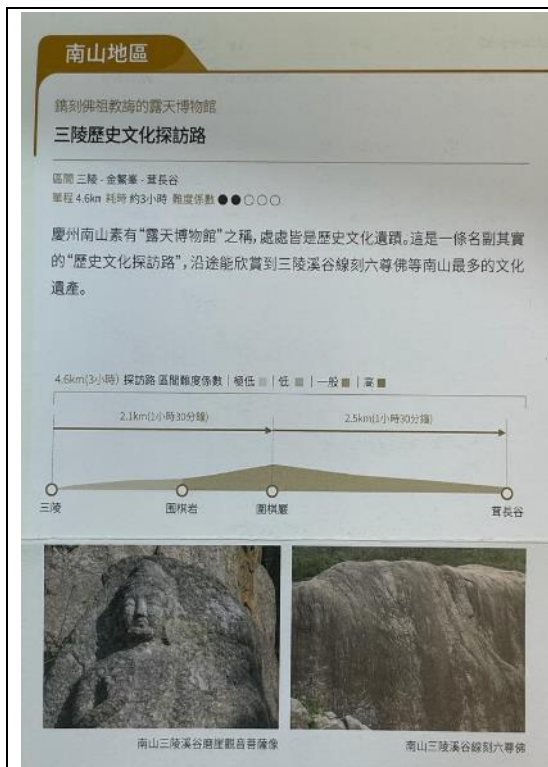 南山地區
鐫刻佛祖教誨的露天博物館
三陵歷史文化探訪路
區間 三陵 - 金鰲峯 - 茸長谷
單程 4.6km 耗時 約3小時 難度係數 ●●○○○
慶州南山素有“露天博物館”之稱，處處皆是歷史文化遺蹟。這是一條名副其實
的“歷史文化探訪路”，沿途能欣賞到三陵溪谷線刻六尊佛等南山最多的文化
遺產。
4.6km(3小時) 探訪路 區間難度係數 | 極低 | 低 | 一般 | 高
2.1km(1小時30分鐘)
2.5km(1小時30分鐘)
三陵
圍棋岩
圍棋巖
茸長谷
南山三陵溪谷磨崖觀音菩薩像
南山三陵溪谷線刻六尊佛